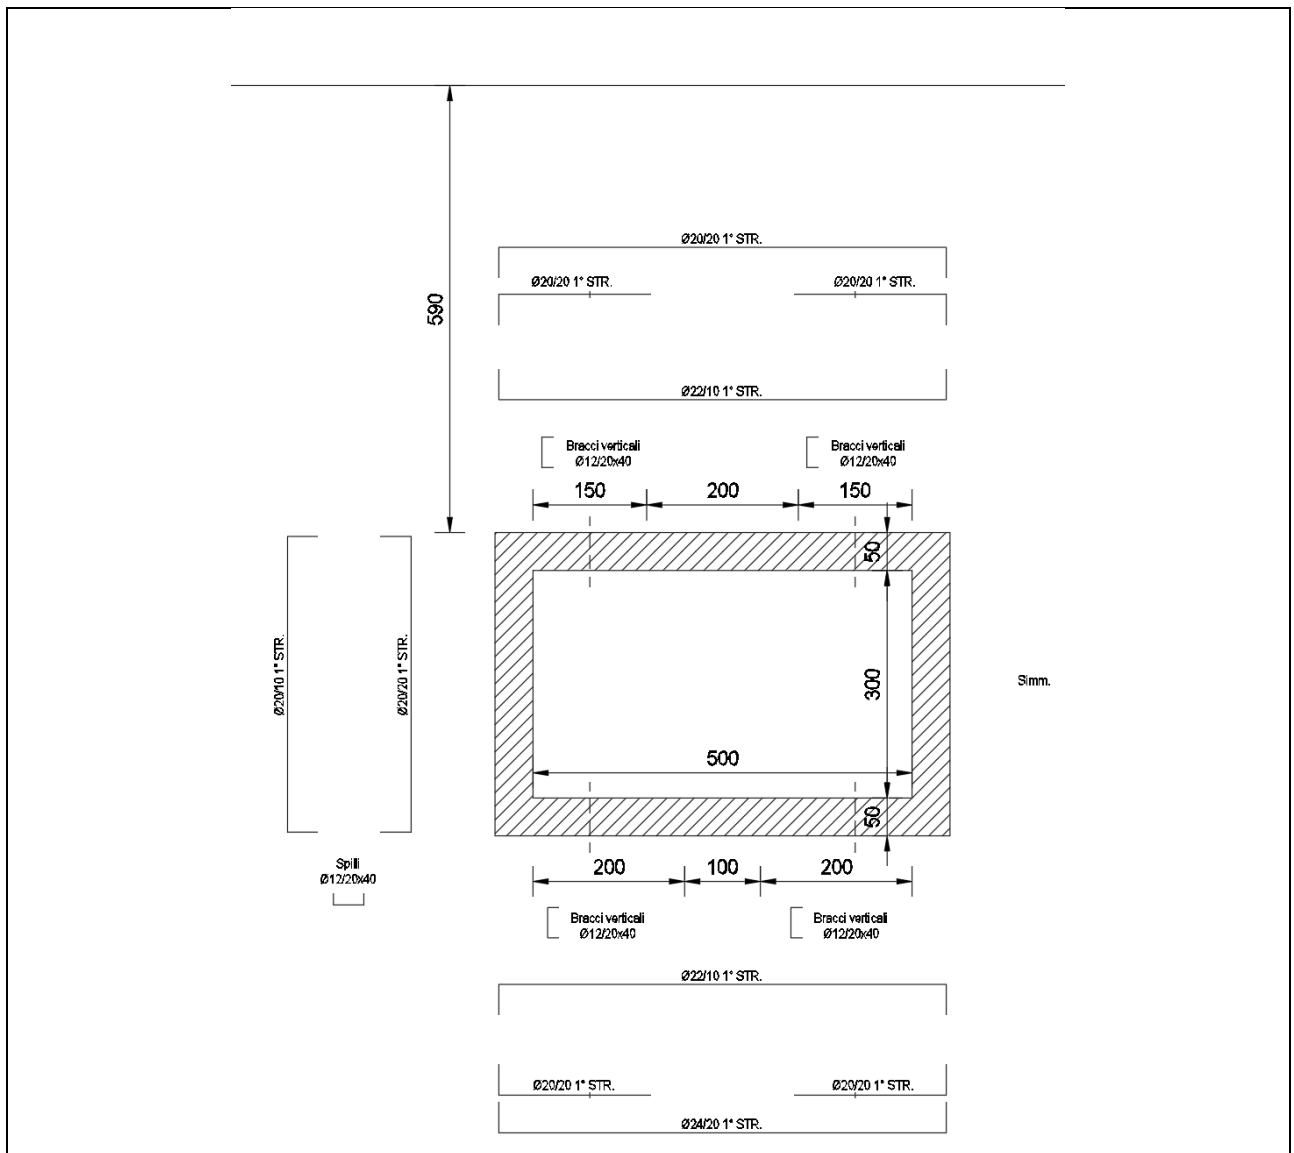 Ø20/20 1° STR.
Ø20/20 1° STR.
Ø20/20 1° STR.
590
Ø22/10 1° STR.
Bracci verticali
Ø12/20x40
Bracci verticali
Ø12/20x40
150
200
150
50
Ø20/10 1° STR.
Ø20/20 1° STR.
300
Simm.
500
50
Spilli
Ø12/20x40
200
100
200
Bracci verticali
Ø12/20x40
Bracci verticali
Ø12/20x40
Ø22/10 1° STR.
Ø20/20 1° STR.
Ø20/20 1° STR.
Ø24/20 1° STR.